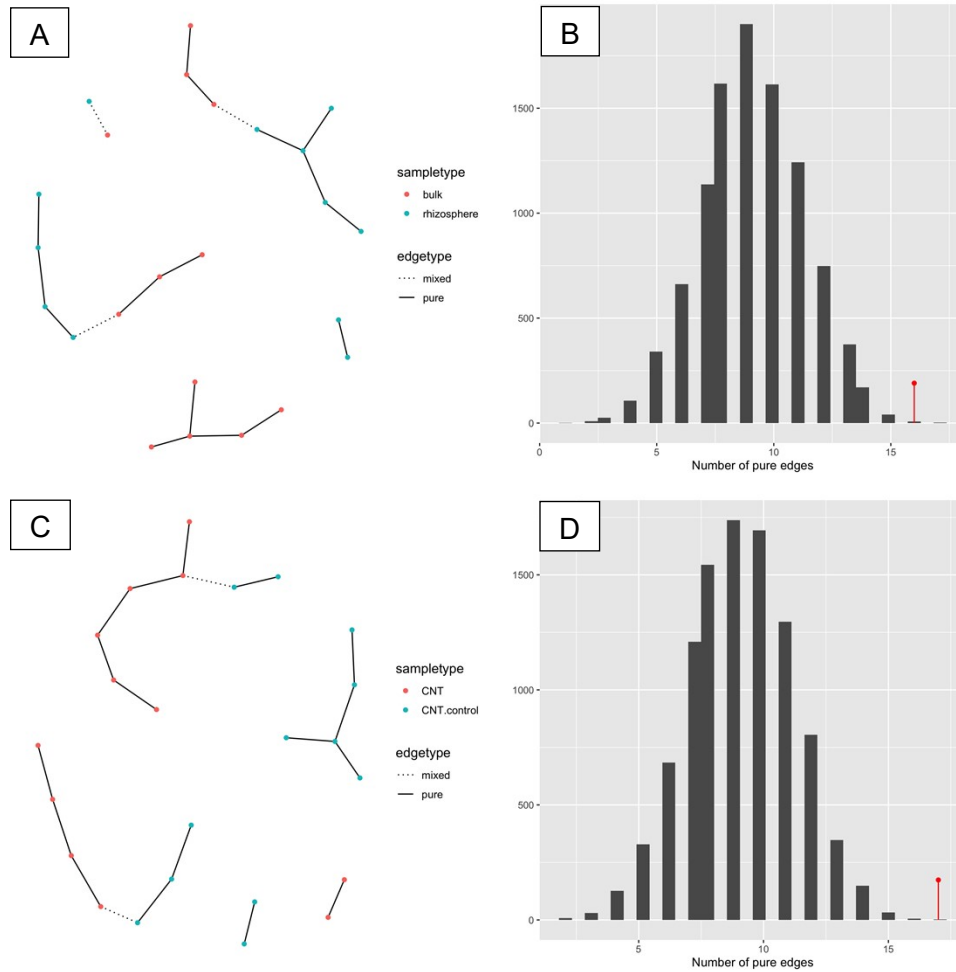 A
sampletype
bulk
rhizosphere
edgetype
mixed
pure
B
1500
1000
500
0
0
5
10
15
Number of pure edges
C
sampletype
CNT
CNT.control
edgetype
mixed
pure
D
1500
1000
500
0
5
10
15
Number of pure edges